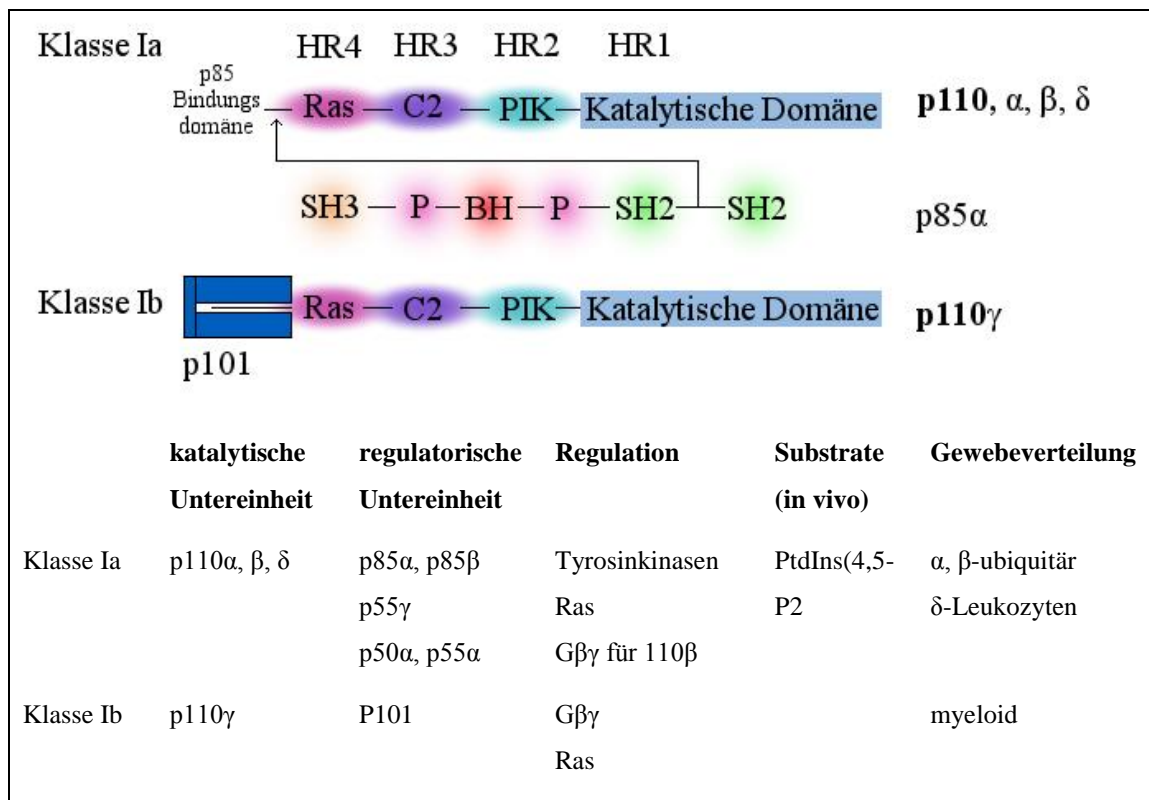 Klasse Ia
HR4 HR3 HR2 HR1
p85
Bindungs
domäne
Ras C2 PIK Katalytische Domäne
p110, α, β, δ
SH3 P BH P SH2 SH2
p85α
Klasse Ib
Ras C2 PIK Katalytische Domäne
p110γ
p101
katalytische regulatorische Regulation Substrate Gewebeverteilung
Untereinheit Untereinheit (in vivo)
Klasse Ia p110α, β, δ p85α, p85β Tyrosinkinasen PtdIns(4,5- α, β-ubiquitär
p55γ Ras P2 δ-Leukozyten
p50α, p55α Gβγ für 110β
Klasse Ib p110γ P101 Gβγ myeloid
Ras